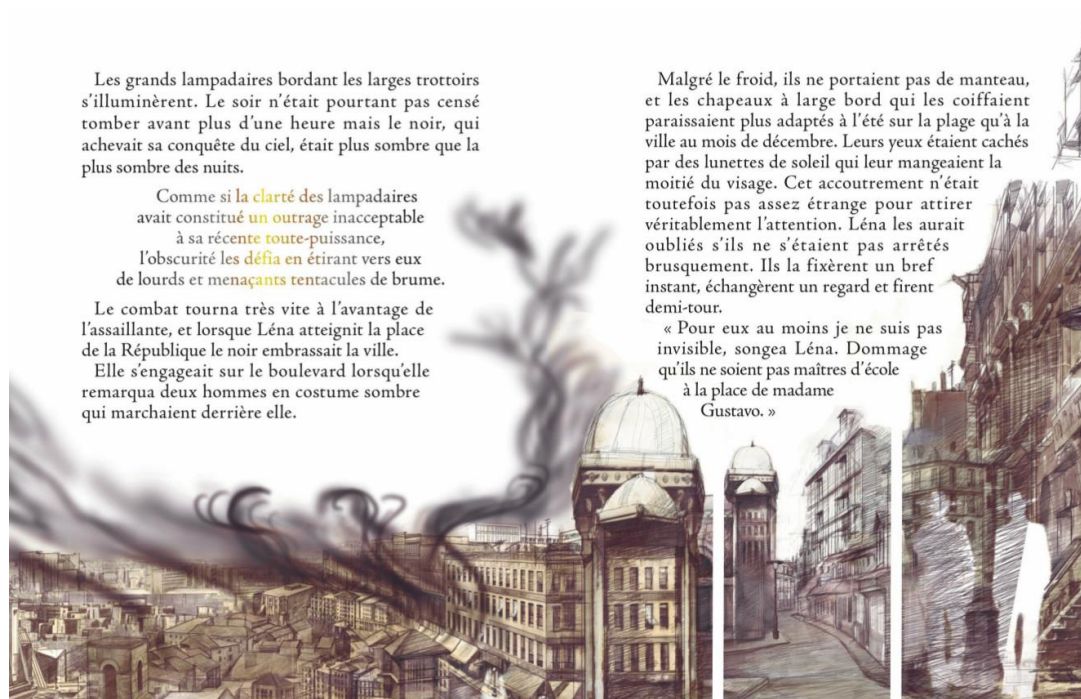 Les grands lampadaires bordant les larges trottoirs
s’illuminèrent. Le soir n’était pourtant pas censé
tomber avant plus d’une heure mais le noir, qui
achevait sa conquête du ciel, était plus sombre que la
plus sombre des nuits.
Comme si la clarté des lampadaires
avait constitué un outrage inacceptable
à sa récente toute-puissance,
l’obscurité les défia en étirant vers eux
de lourds et menaçants tentacules de brume.
Le combat tourna très vite à l’avantage de
l’assaillante, et lorsque Léna atteignit la place
de la République le noir embrassait la ville.
Elle s’engageait sur le boulevard lorsqu’elle
remarqua deux hommes en costume sombre
qui marchaient derrière elle.
Malgré le froid, ils ne portaient pas de manteau,
et les chapeaux à large bord qui les coiffaient
paraissaient plus adaptés à l’été sur la plage qu’à la
ville au mois de décembre. Leurs yeux étaient cachés
par des lunettes de soleil qui leur mangeaient la
moitié du visage. Cet accoutrement n’était
toutefois pas assez étrange pour attirer
véritablement l’attention. Léna les aurait
oubliés s’ils ne s’étaient pas arrêtés
brusquement. Ils la fixèrent un bref
instant, échangèrent un regard et firent
demi-tour.
« Pour eux au moins je ne suis pas
invisible, songea Léna. Dommage
qu’ils ne soient pas maîtres d’école
à la place de madame
Gustavo. »